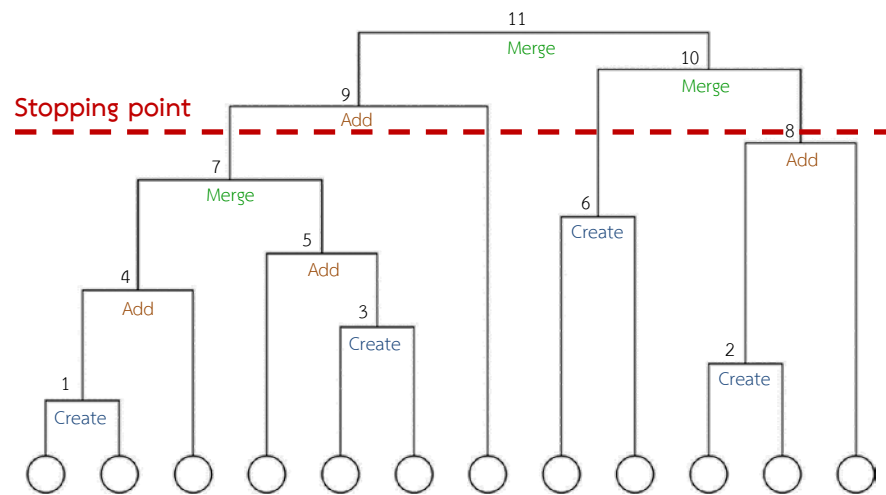 11
Merge
10
Merge
9
Stopping point
Add
8
7
Add
Merge
6
Create
5
Add
4
Add
3
Create
2
Create
1
Create